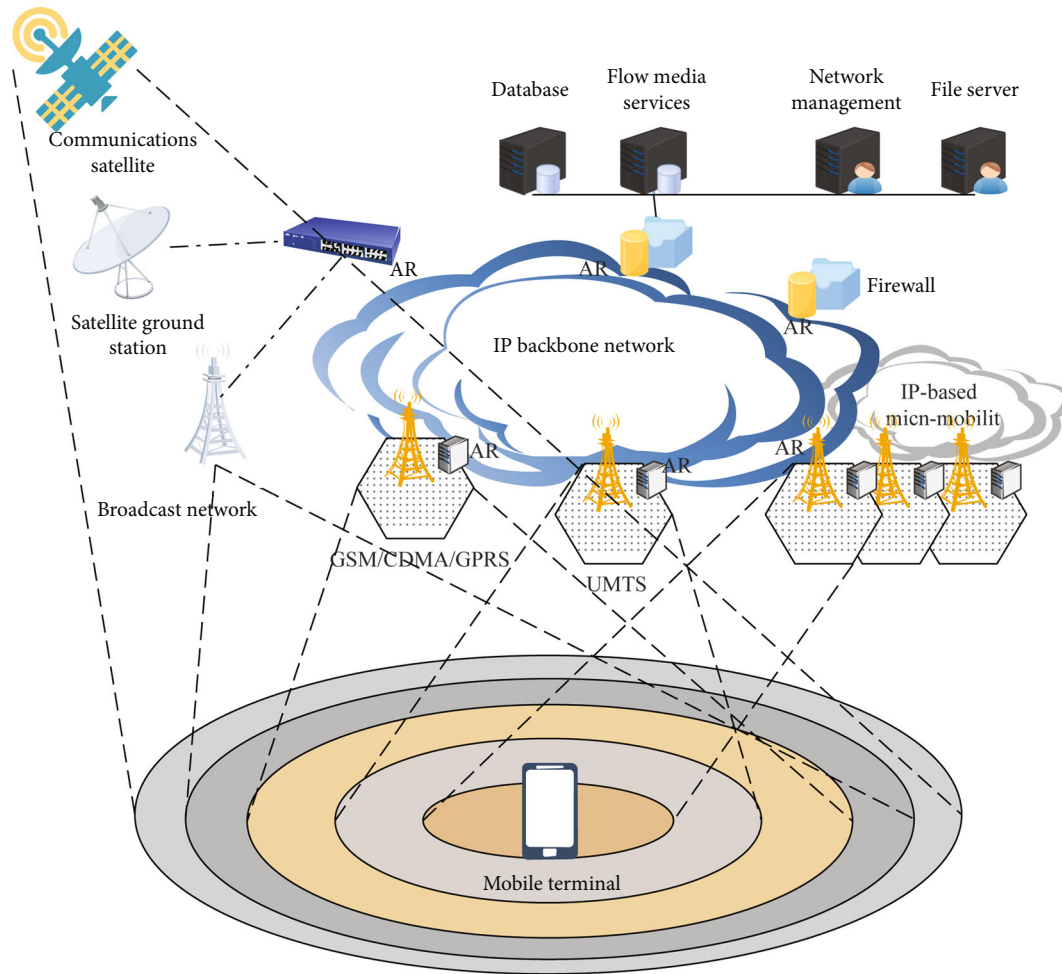 Database
Flow media
services
Network
management
File server
Communications
satellite
AR
AR
Firewall
AR
Satellite ground
station
IP backbone network
IP-based
micn-mobilit
AR
AR
AR
Broadcast network
GSM/CDMA/GPRS
UMTS
Mobile terminal